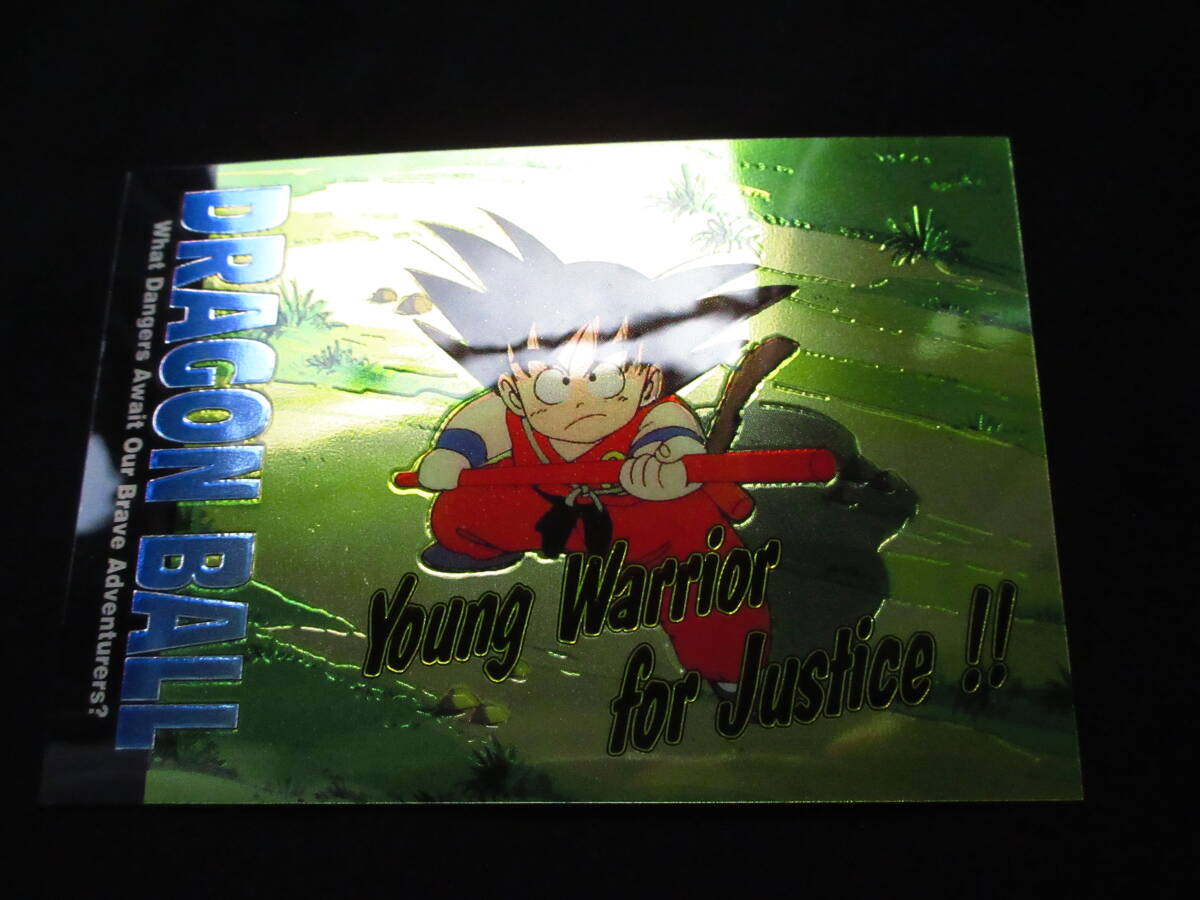 DRAGON BALL
What Dangers Await Our Brave Adventurers?
Young Warrior
for Justice !!